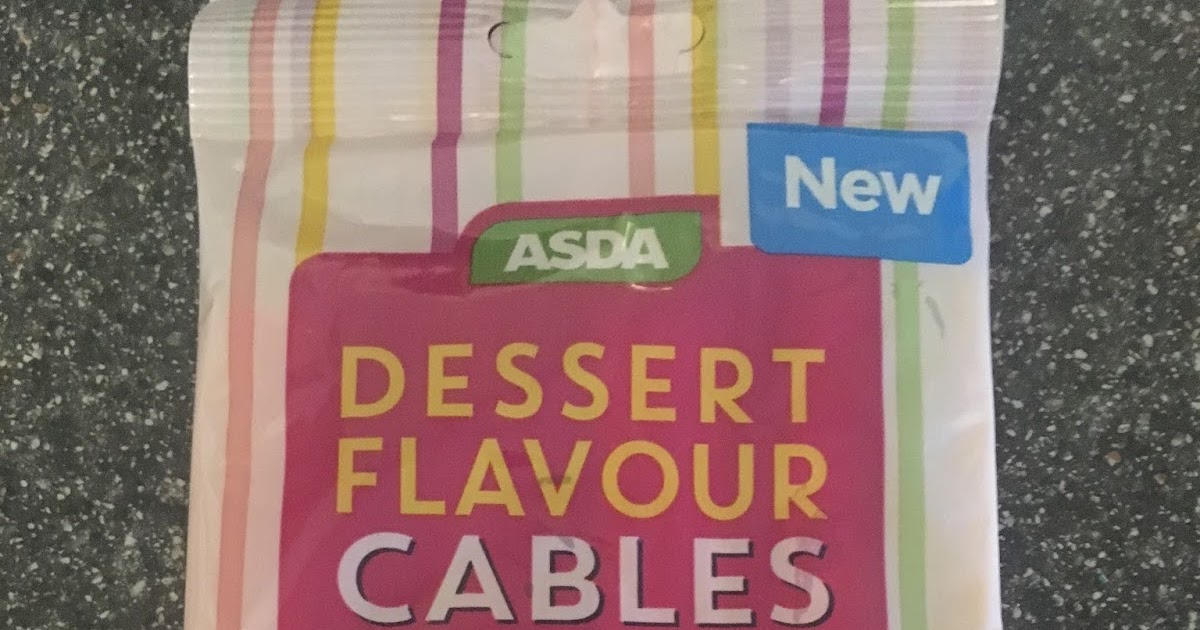 New
ASDA
DESSERT
FLAVOUR
CABLES